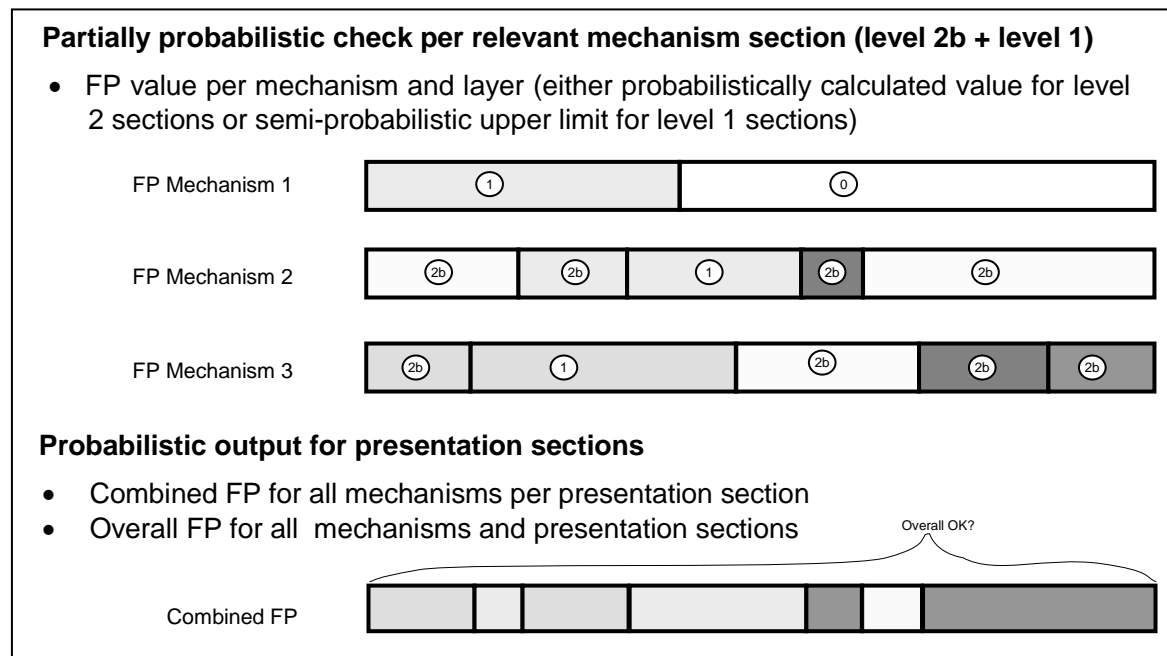 Partially probabilistic check per relevant mechanism section (level 2b + level 1)
• FP value per mechanism and layer (either probabilistically calculated value for level
2 sections or semi-probabilistic upper limit for level 1 sections)
FP Mechanism 1 1 0
FP Mechanism 2 2b 2b 1 2b 2b
FP Mechanism 3 2b 1 2b 2b 2b
Probabilistic output for presentation sections
• Combined FP for all mechanisms per presentation section
• Overall FP for all mechanisms and presentation sections
Overall OK?
Combined FP